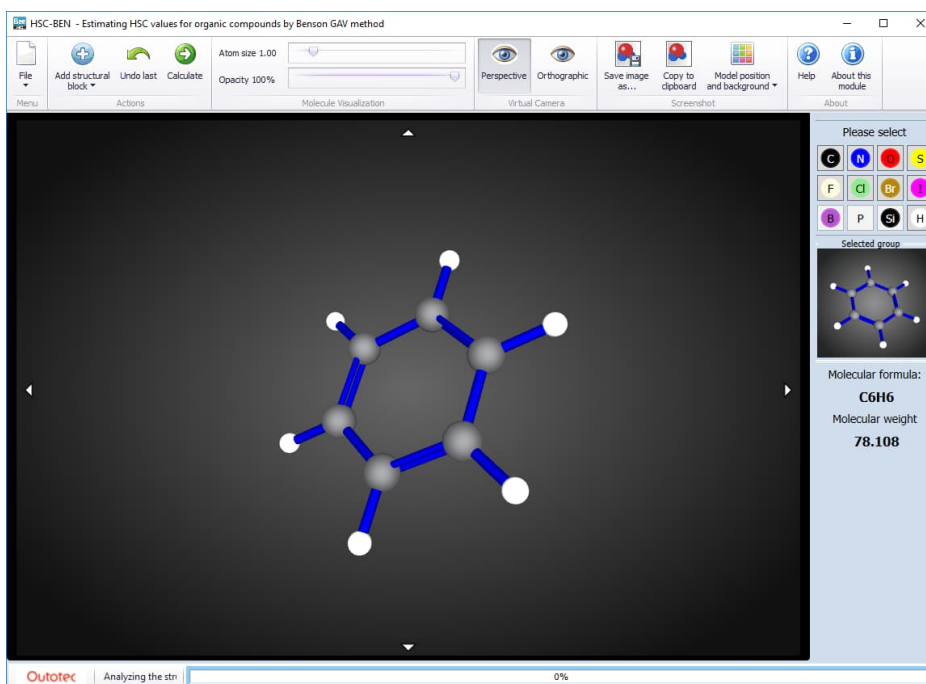 Ben HSC-BEN - Estimating HSC values for organic compounds by Benson GAV method
File
Add structural block
Undo last
Calculate
Atom size 1.00
Opacity 100%
Perspective
Orthographic
Save image as...
Copy to clipboard
Model position and background
Help
About this module
Menu
Actions
Molecule Visualization
Virtual Camera
Screenshot
About
Please select
C N O S
F Cl Br I
B P Si H
Selected group
Molecular formula:
C6H6
Molecular weight
78.108
Outotec
Analyzing the str
0%